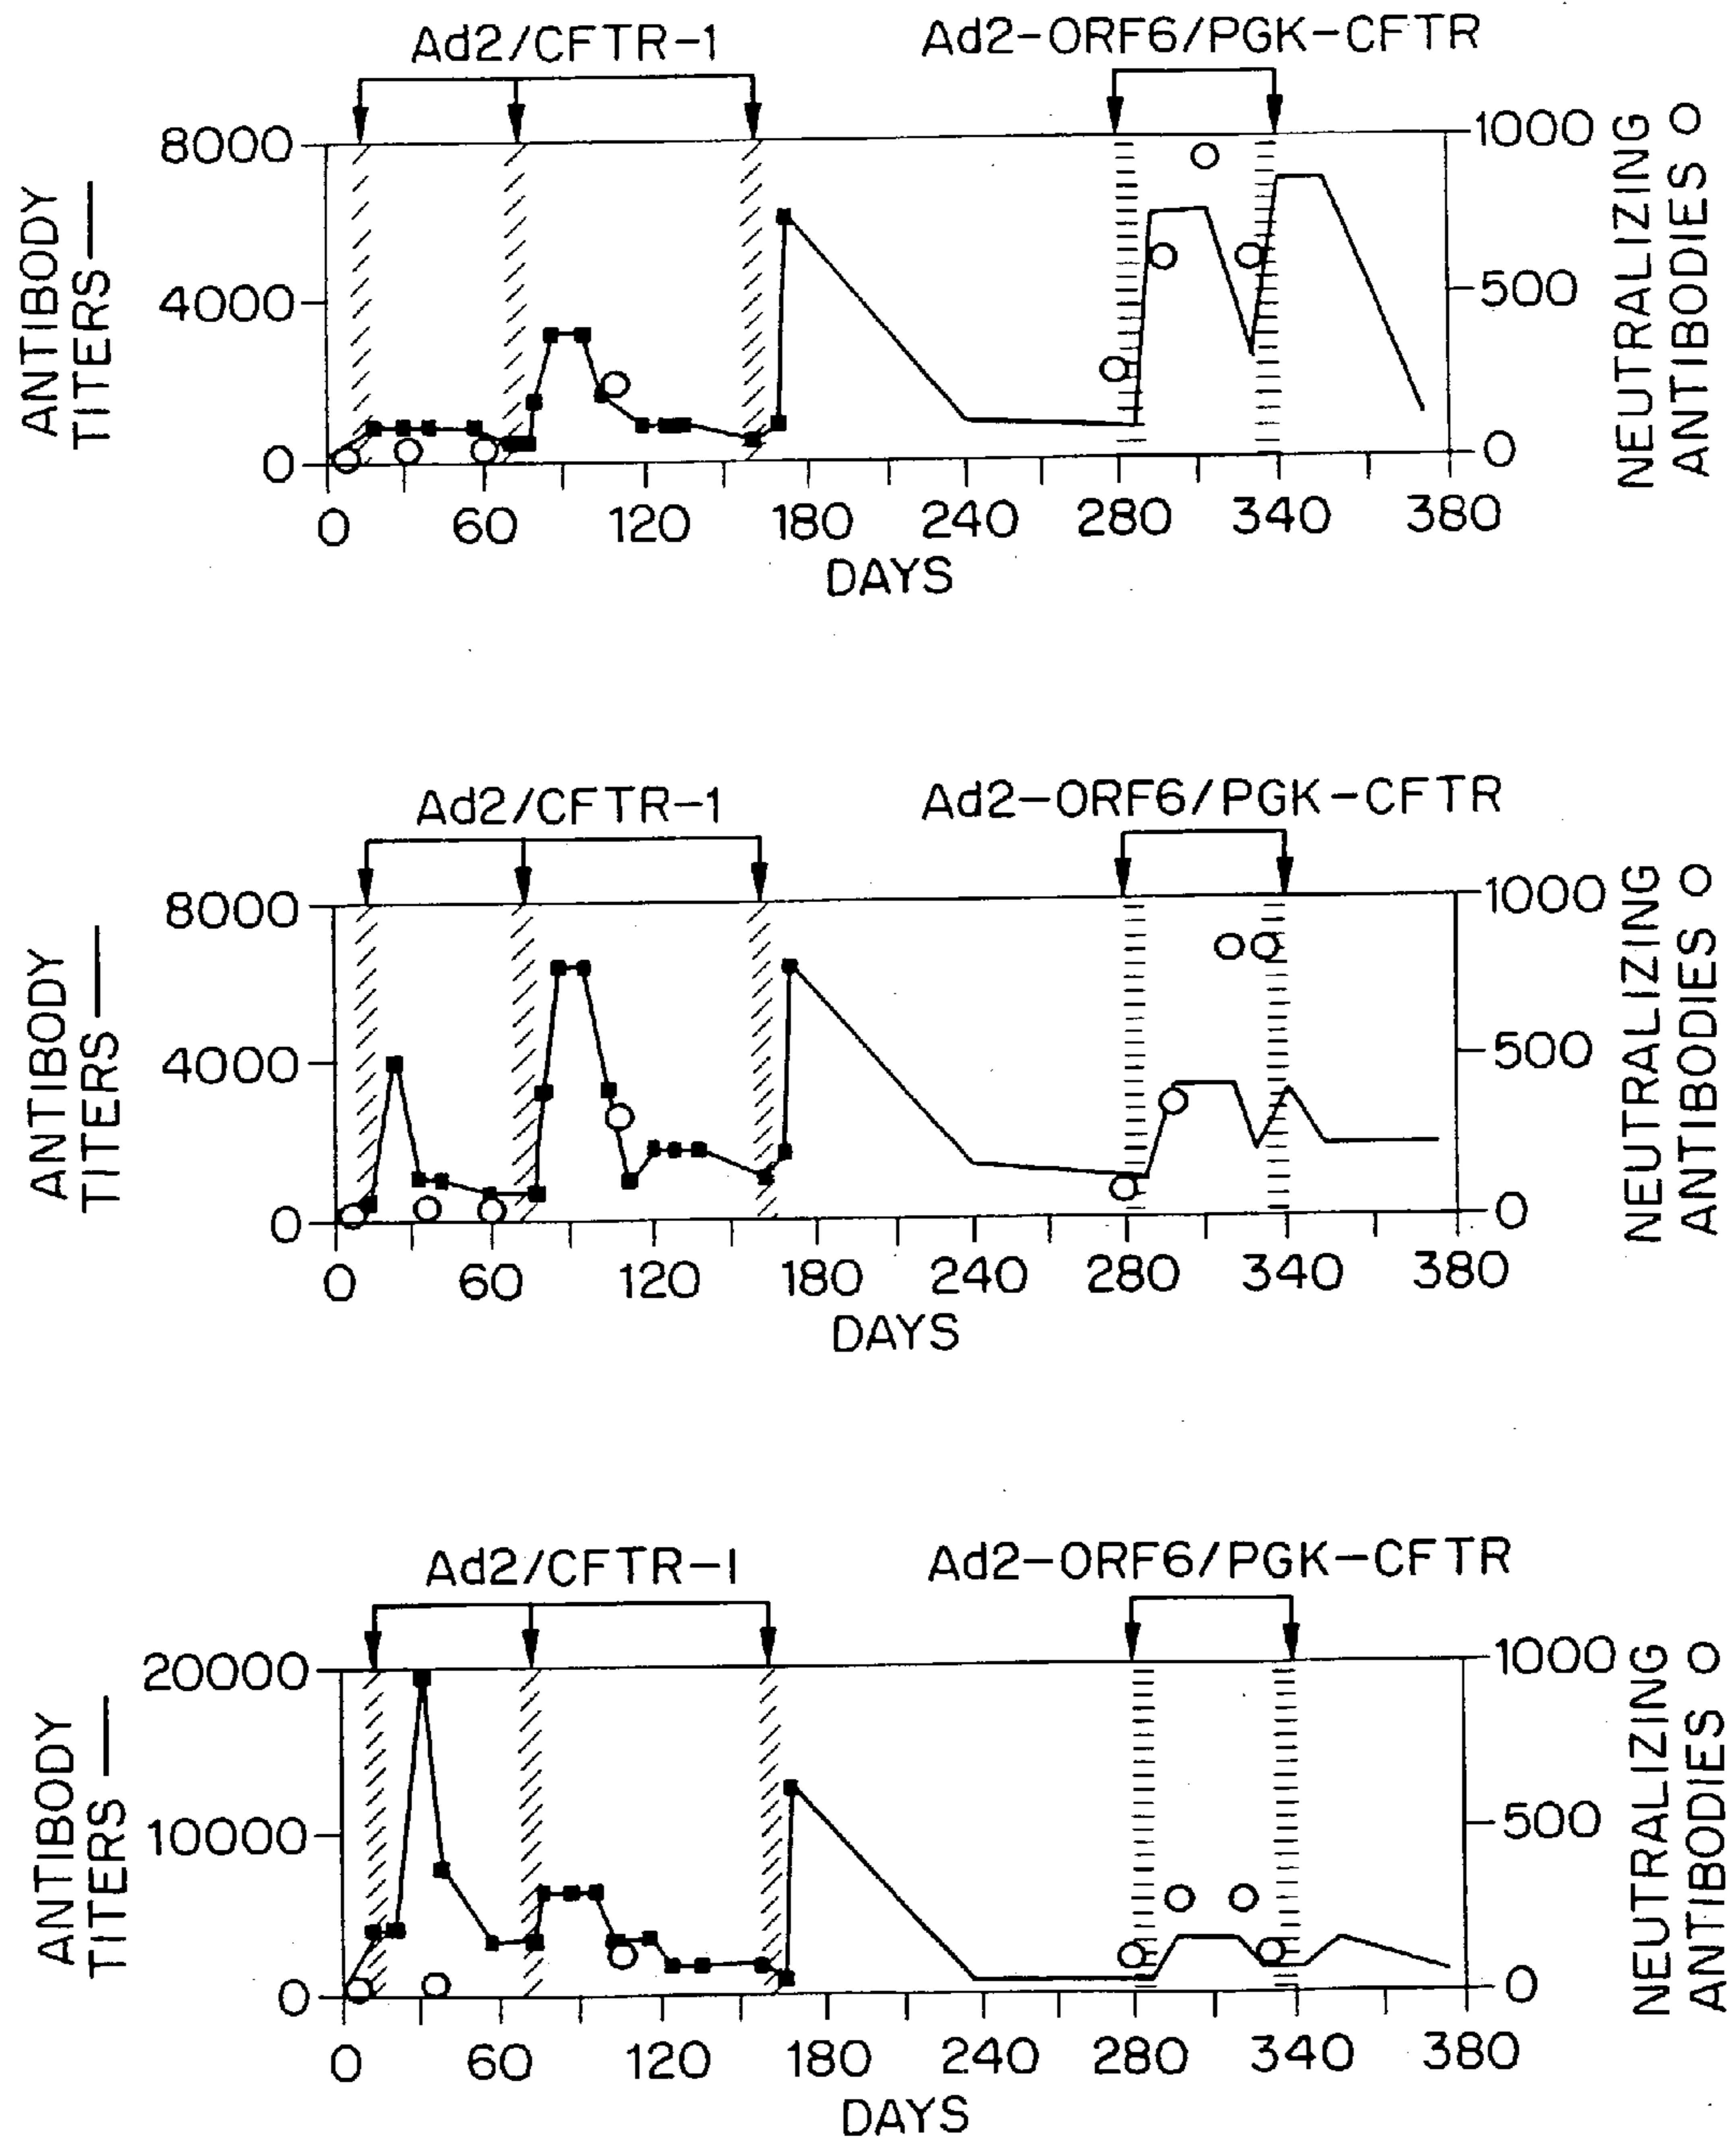 Ad2/CFTR-1 Ad2-ORF6/PGK-CFTR
8000 1000
4000 500
0 0
ANTIBODY
TITERS
NEUTRALIZING
ANTIBODIES
0 60 120 180 240 280 340 380
DAYS
Ad2/CFTR-1 Ad2-ORF6/PGK-CFTR
8000 1000
4000 500
0 0
ANTIBODY
TITERS
NEUTRALIZING
ANTIBODIES
0 60 120 180 240 280 340 380
DAYS
Ad2/CFTR-1 Ad2-ORF6/PGK-CFTR
20000 1000
10000 500
0 0
ANTIBODY
TITERS
NEUTRALIZING
ANTIBODIES
0 60 120 180 240 280 340 380
DAYS